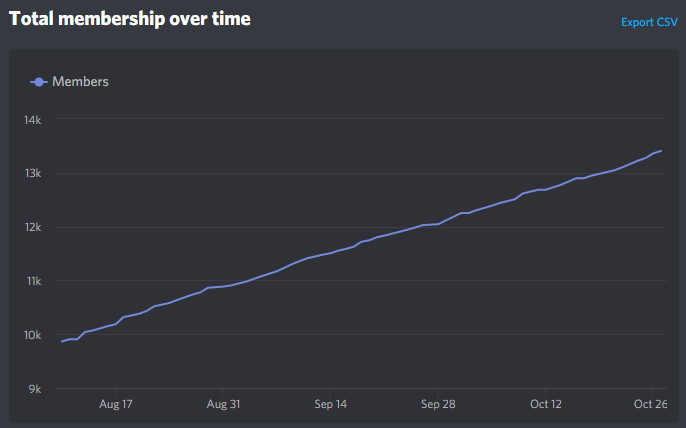 Total membership over time
Export CSV
Members
14k
13k
12k
11k
10k
9k
Aug 17 Aug 31 Sep 14 Sep 28 Oct 12 Oct 26